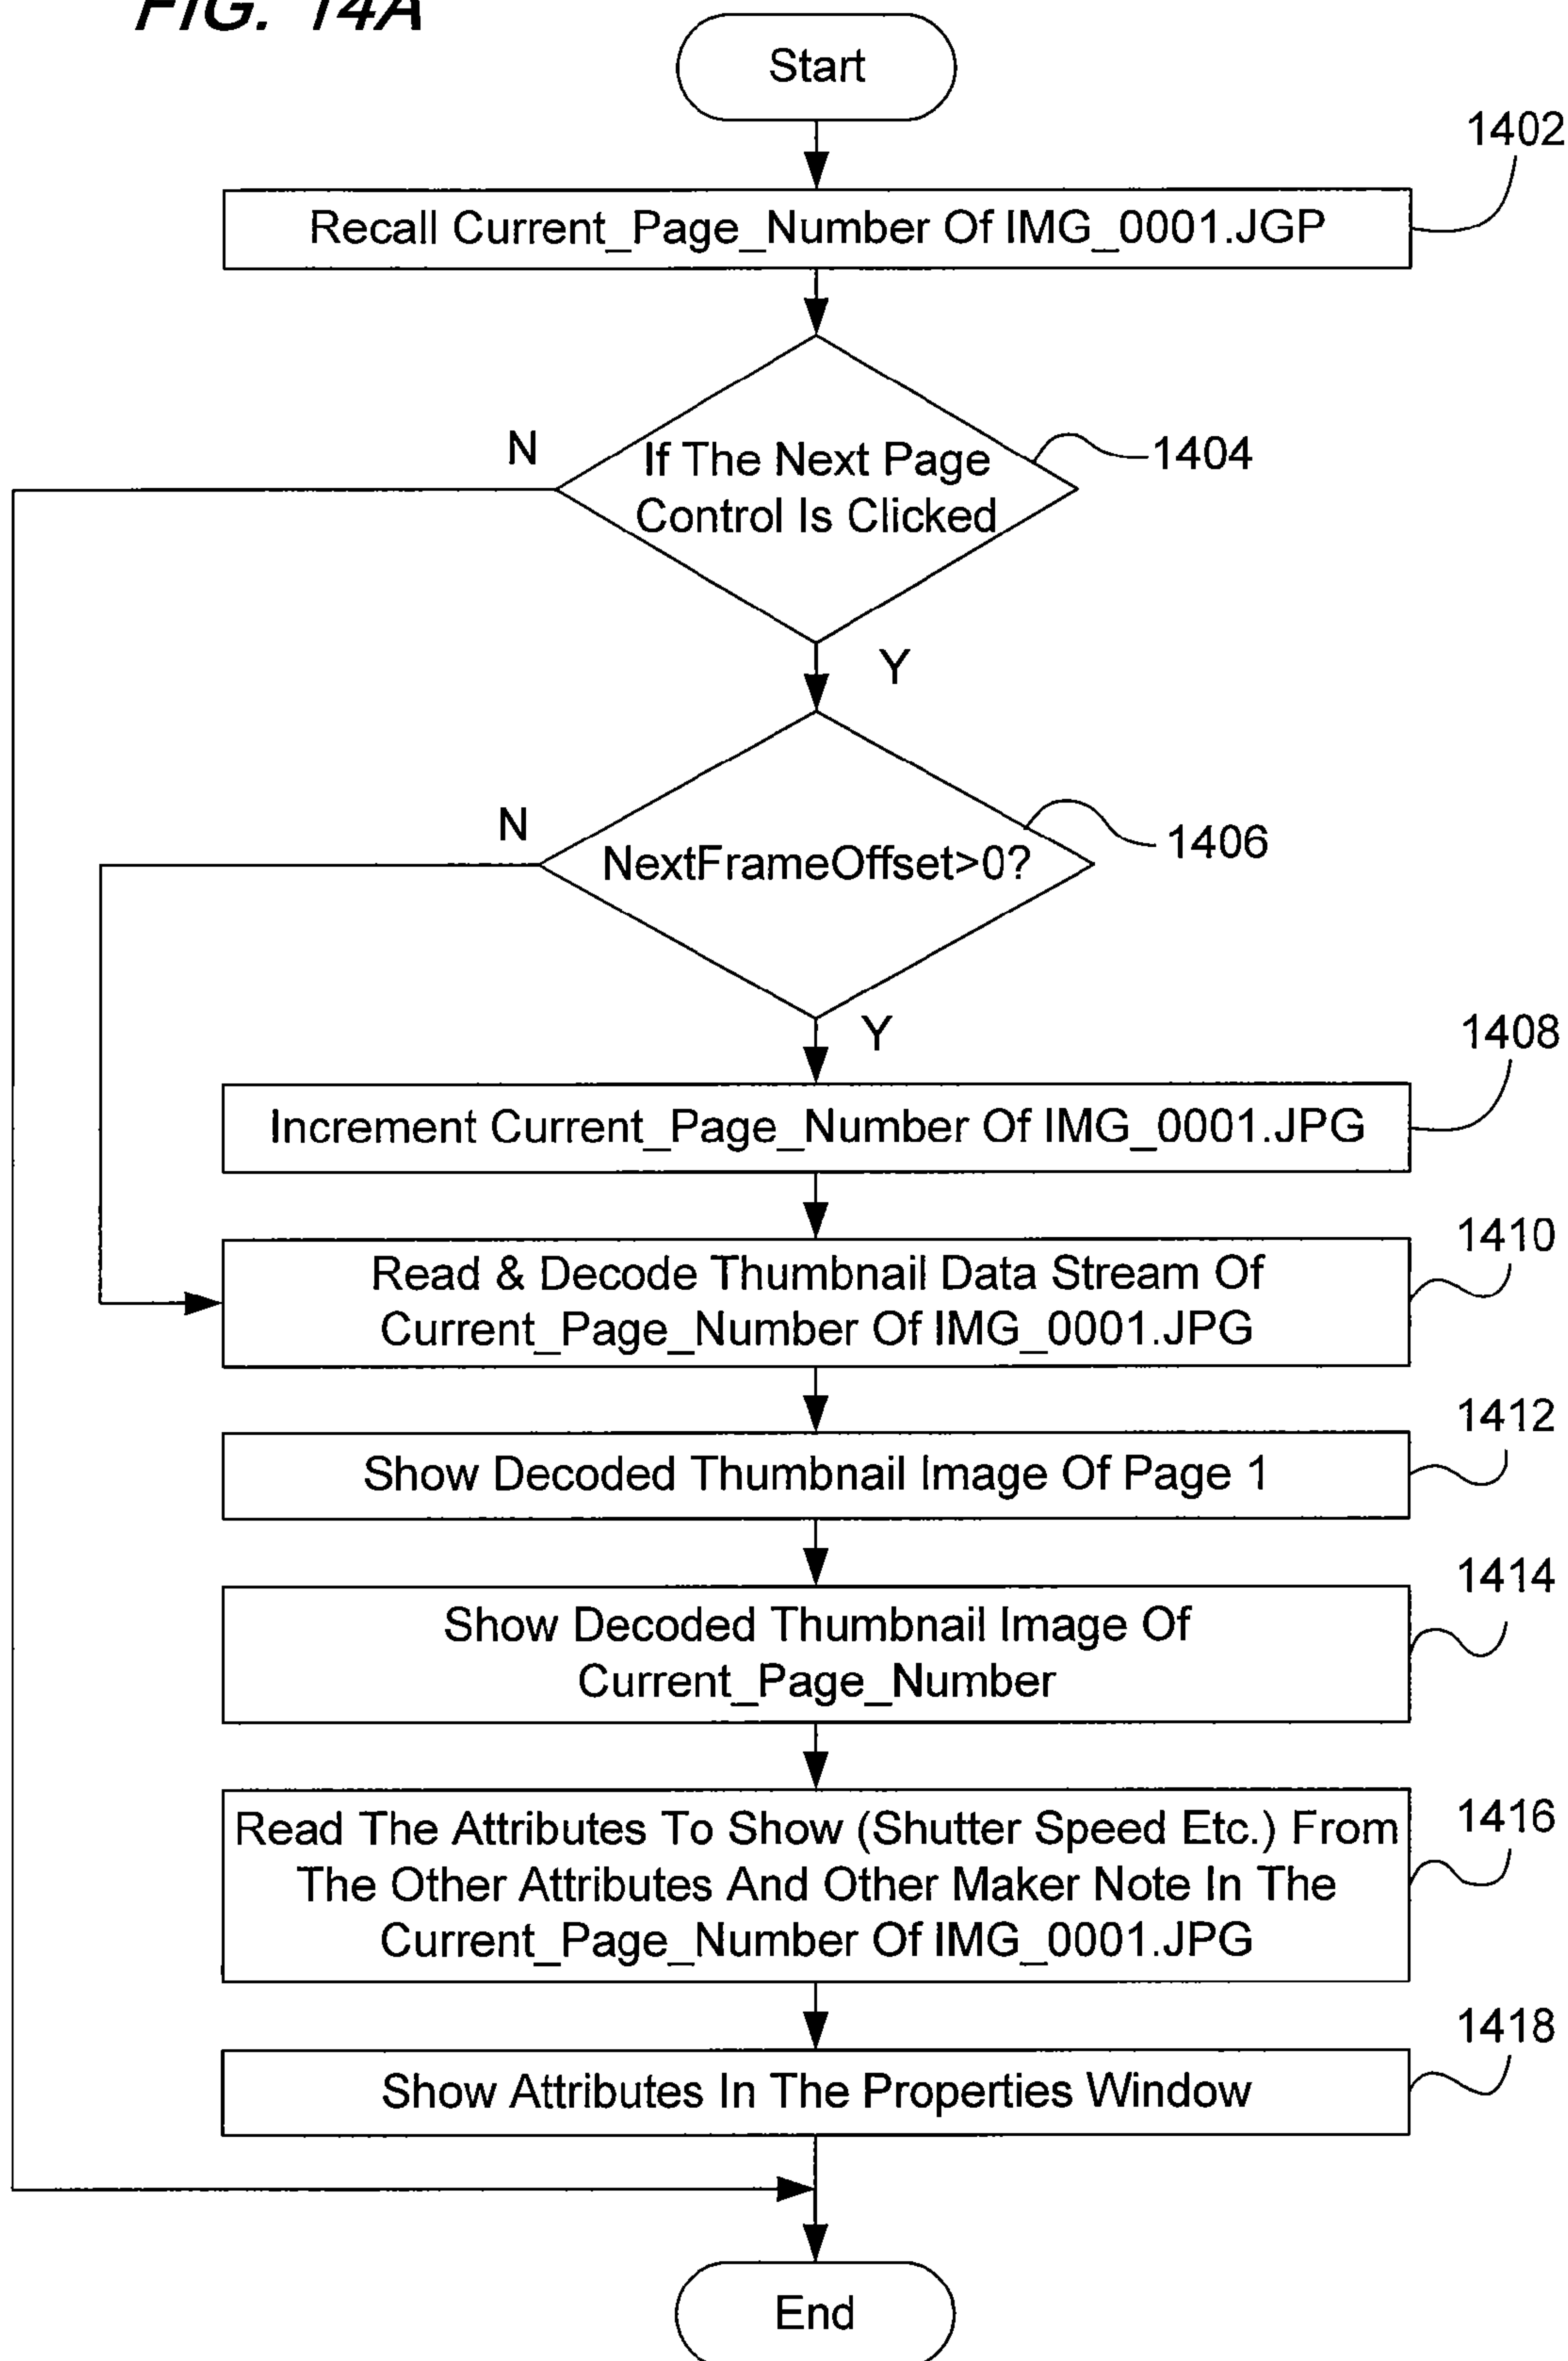 FIG. 14A
Start
1402
Recall Current_Page_Number Of IMG_0001.JGP
N
If The Next Page
Control Is Clicked
1404
Y
N
NextFrameOffset>0?
1406
Y
1408
Increment Current_Page_Number Of IMG_0001.JPG
1410
Read & Decode Thumbnail Data Stream Of
Current_Page_Number Of IMG_0001.JPG
1412
Show Decoded Thumbnail Image Of Page 1
1414
Show Decoded Thumbnail Image Of
Current_Page_Number
Read The Attributes To Show (Shutter Speed Etc.) From
1416
The Other Attributes And Other Maker Note In The
Current_Page_Number Of IMG_0001.JPG
1418
Show Attributes In The Properties Window
End